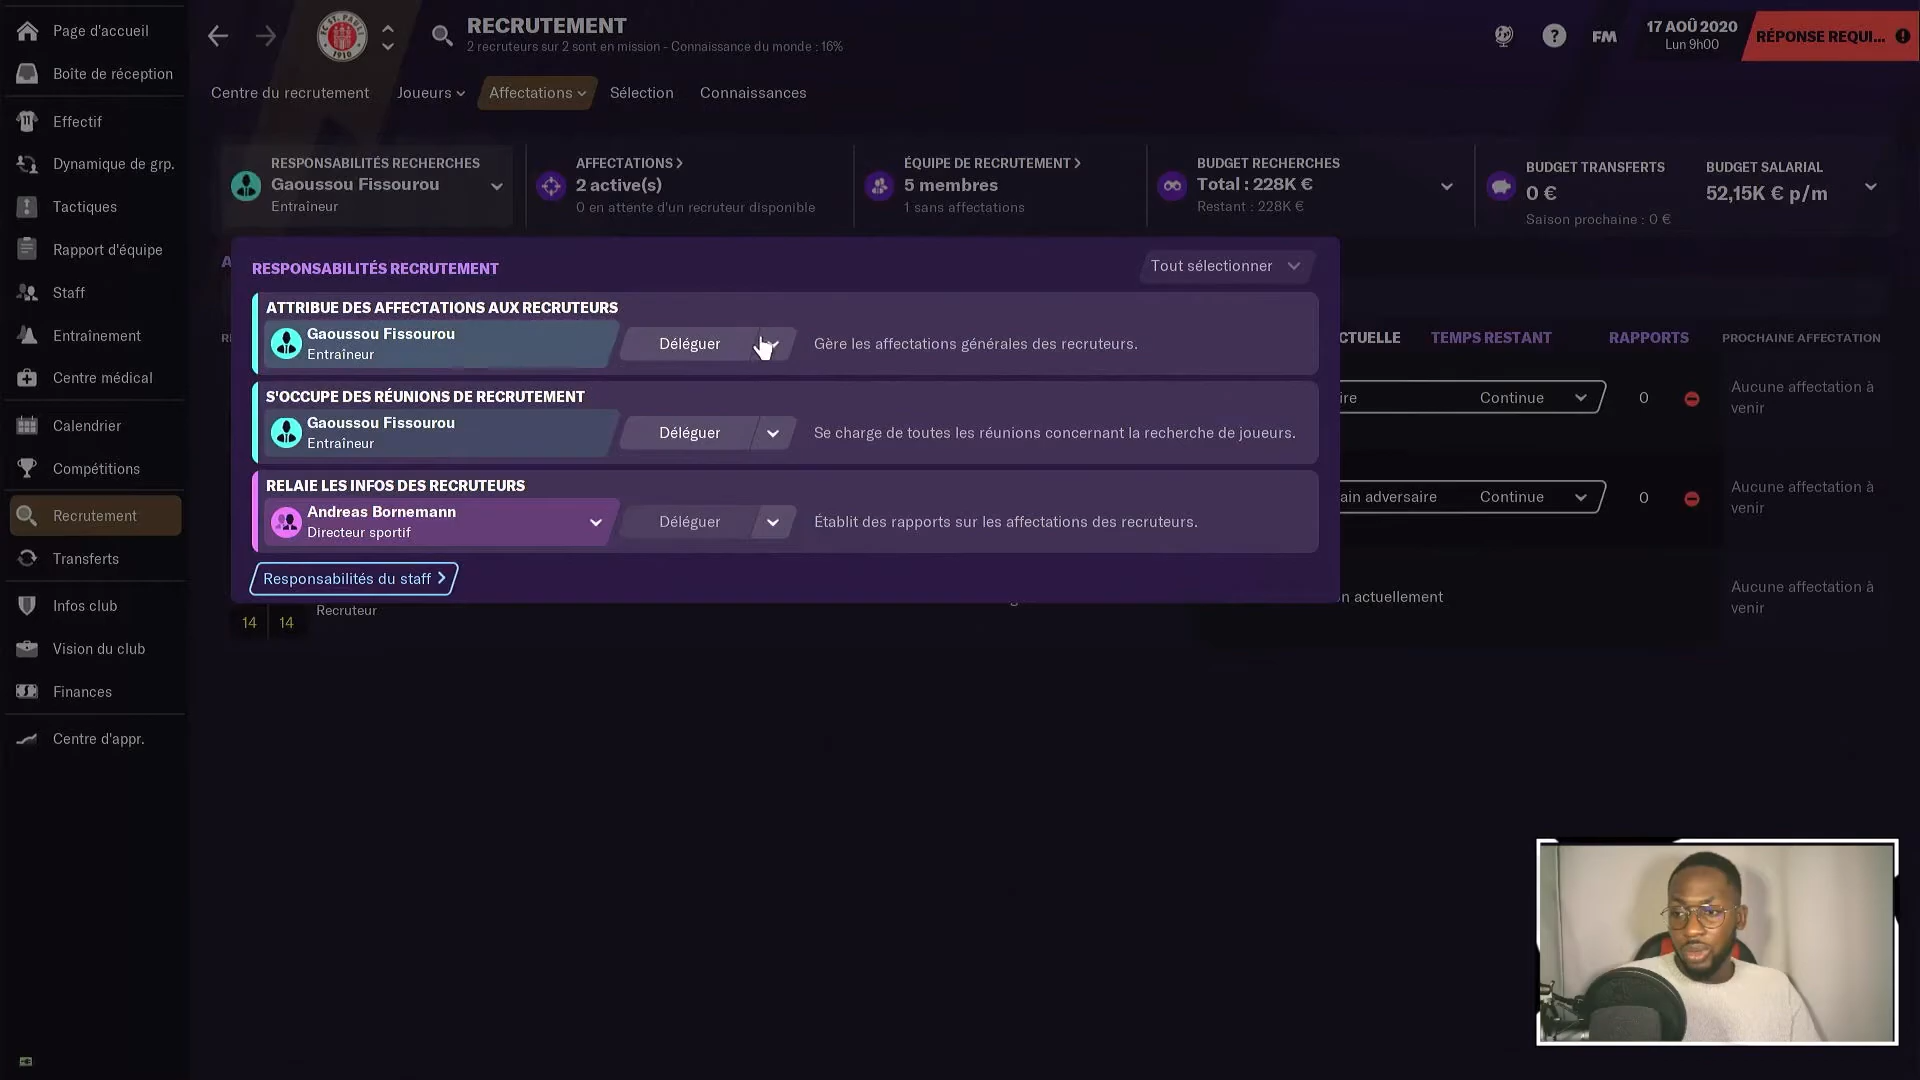 Page d'accueil
Boîte de réception
Effectif
Dynamique de grp.
Tactiques
Rapport d'équipe
Staff
Entraînement
Centre médical
Calendrier
Compétitions
Recrutement
Transferts
Infos club
Vision du club
Finances
Centre d'appr.
FC ST. PAULI
1910
RECRUTEMENT
2 recruteurs sur 2 sont en mission - Connaissance du monde : 16%
FM
17 AOÛ 2020
Lun 9h00
RÉPONSE REQUI...
Centre du recrutement
Joueurs
Affectations
Sélection
Connaissances
RESPONSABILITÉS RECHERCHES
Gaoussou Fissourou
Entraîneur
AFFECTATIONS
2 active(s)
0 en attente d'un recruteur disponible
ÉQUIPE DE RECRUTEMENT
5 membres
1 sans affectations
BUDGET RECHERCHES
Total : 228K €
Restant : 228K €
BUDGET TRANSFERTS
0 €
Saison prochaine : 0 €
BUDGET SALARIAL
52,15K € p/m
RESPONSABILITÉS RECRUTEMENT
Tout sélectionner
ATTRIBUE DES AFFECTATIONS AUX RECRUTEURS
Gaoussou Fissourou
Entraîneur
Déléguer
Gère les affectations générales des recruteurs.
S'OCCUPE DES RÉUNIONS DE RECRUTEMENT
Gaoussou Fissourou
Entraîneur
Déléguer
Se charge de toutes les réunions concernant la recherche de joueurs.
RELAIE LES INFOS DES RECRUTEURS
Andreas Bornemann
Directeur sportif
Déléguer
Établit des rapports sur les affectations des recruteurs.
Responsabilités du staff
CTUELLE
TEMPS RESTANT
RAPPORTS
PROCHAINE AFFECTATION
ire
Continue
0
Aucune affectation à
venir
ain adversaire
Continue
0
Aucune affectation à
venir
n actuellement
Aucune affectation à
venir
Recruteur
14
14